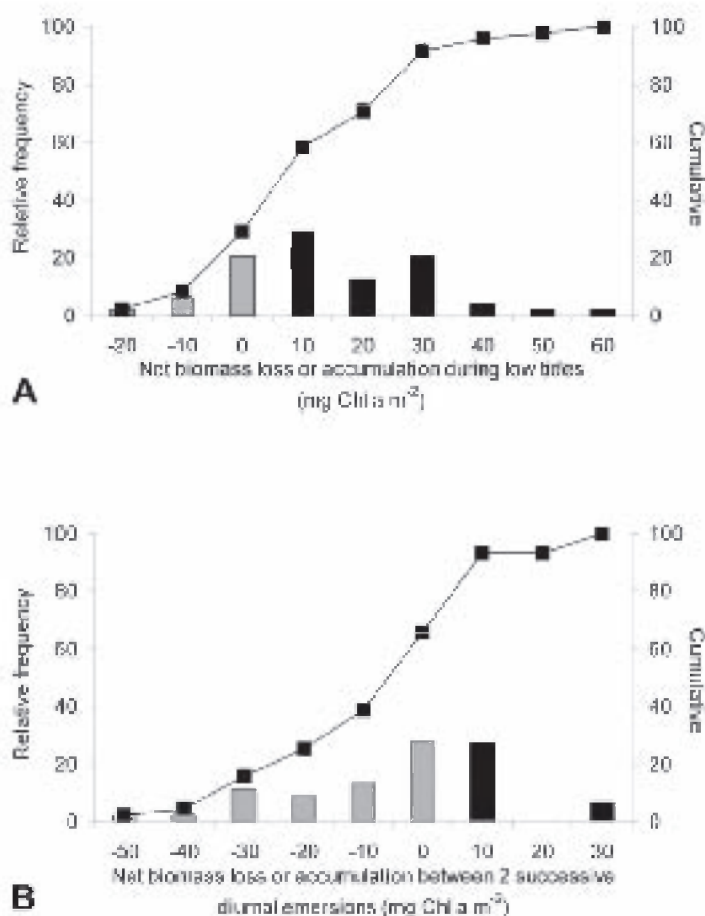 100 100
80 80
60 60
40 40
20 20
0 0
Relative frequency
Cumulative
-20 -10 0 10 20 30 40 50 60
Net biomass loss or accumulation during low tides
(mg Chl a m-2)
A
100 100
80 80
60 60
40 40
20 20
0 0
Relative frequency
Cumulative
-50 -40 -30 -20 -10 0 10 20 30
Net biomass loss or accumulation between 2 successive
diurnal emersions (mg Chl a m-2)
B